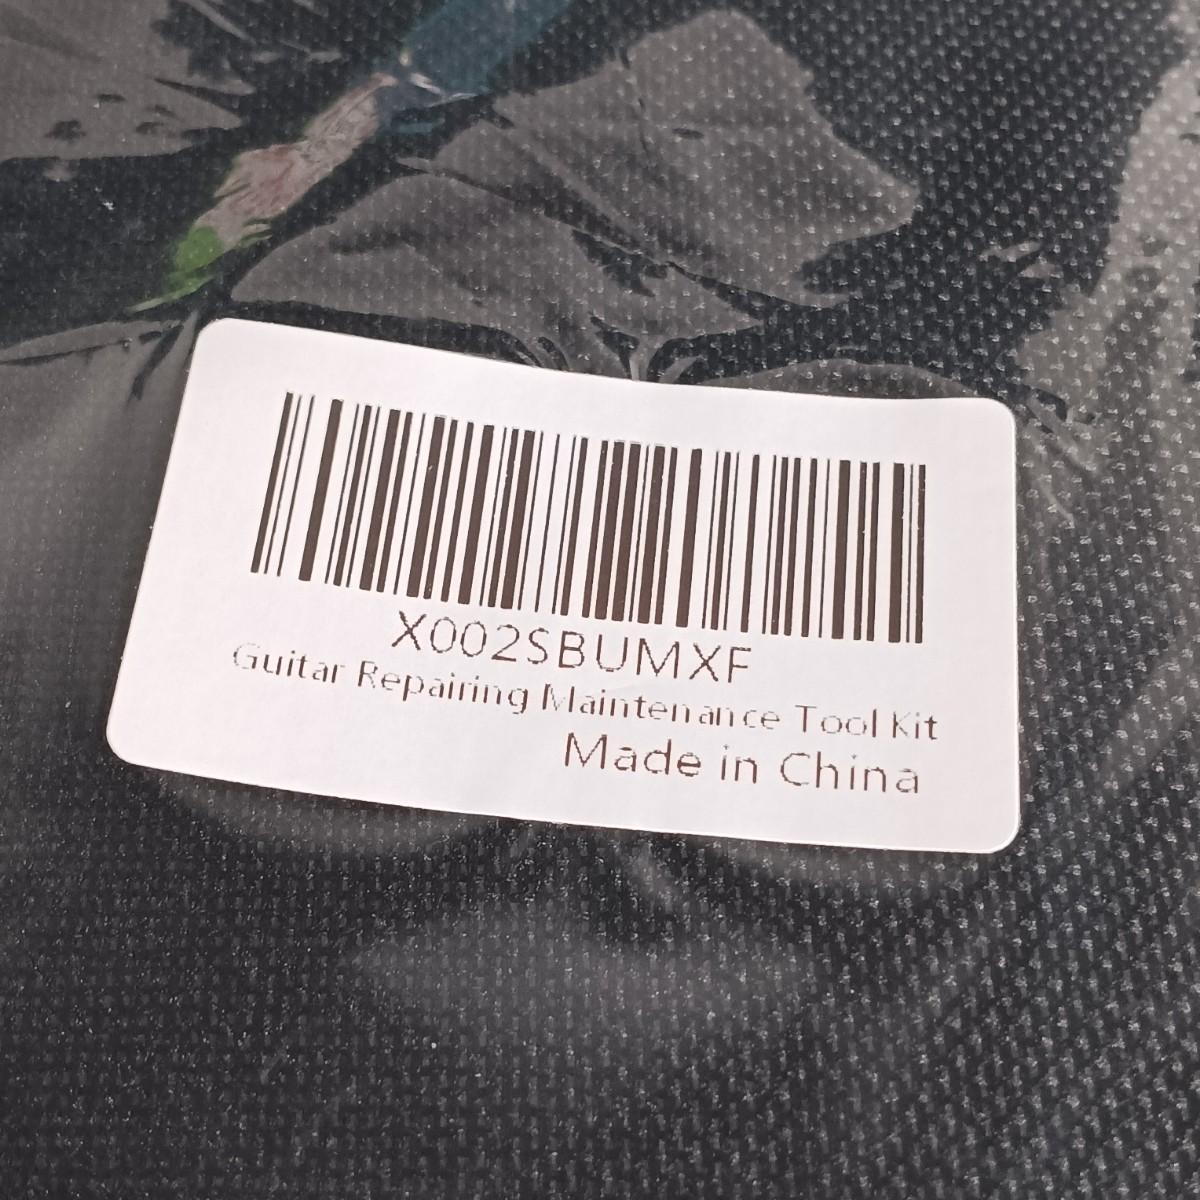 X002SBUMXF
Guitar Repairing Maintenance Tool Kit
Made in China